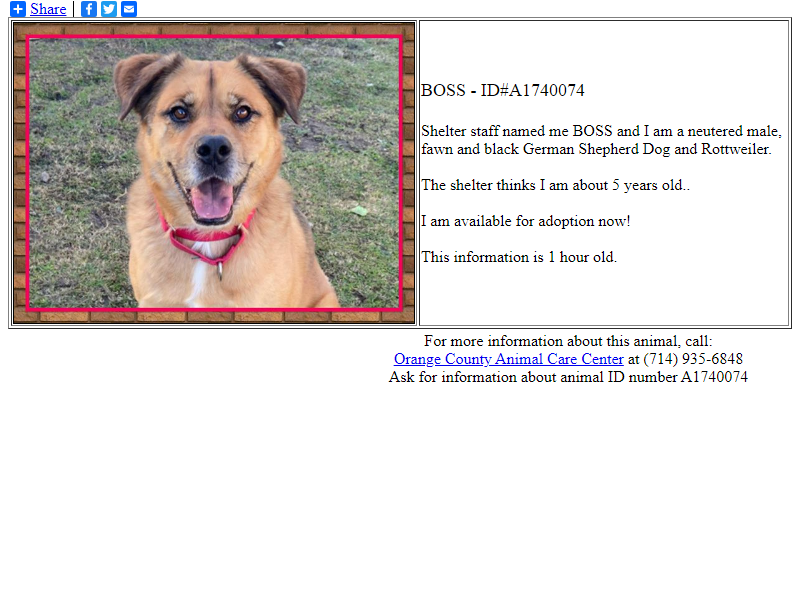 Share |
BOSS - ID#A1740074
Shelter staff named me BOSS and I am a neutered male,
fawn and black German Shepherd Dog and Rottweiler.
The shelter thinks I am about 5 years old..
I am available for adoption now!
This information is 1 hour old.
For more information about this animal, call:
Orange County Animal Care Center at (714) 935-6848
Ask for information about animal ID number A1740074